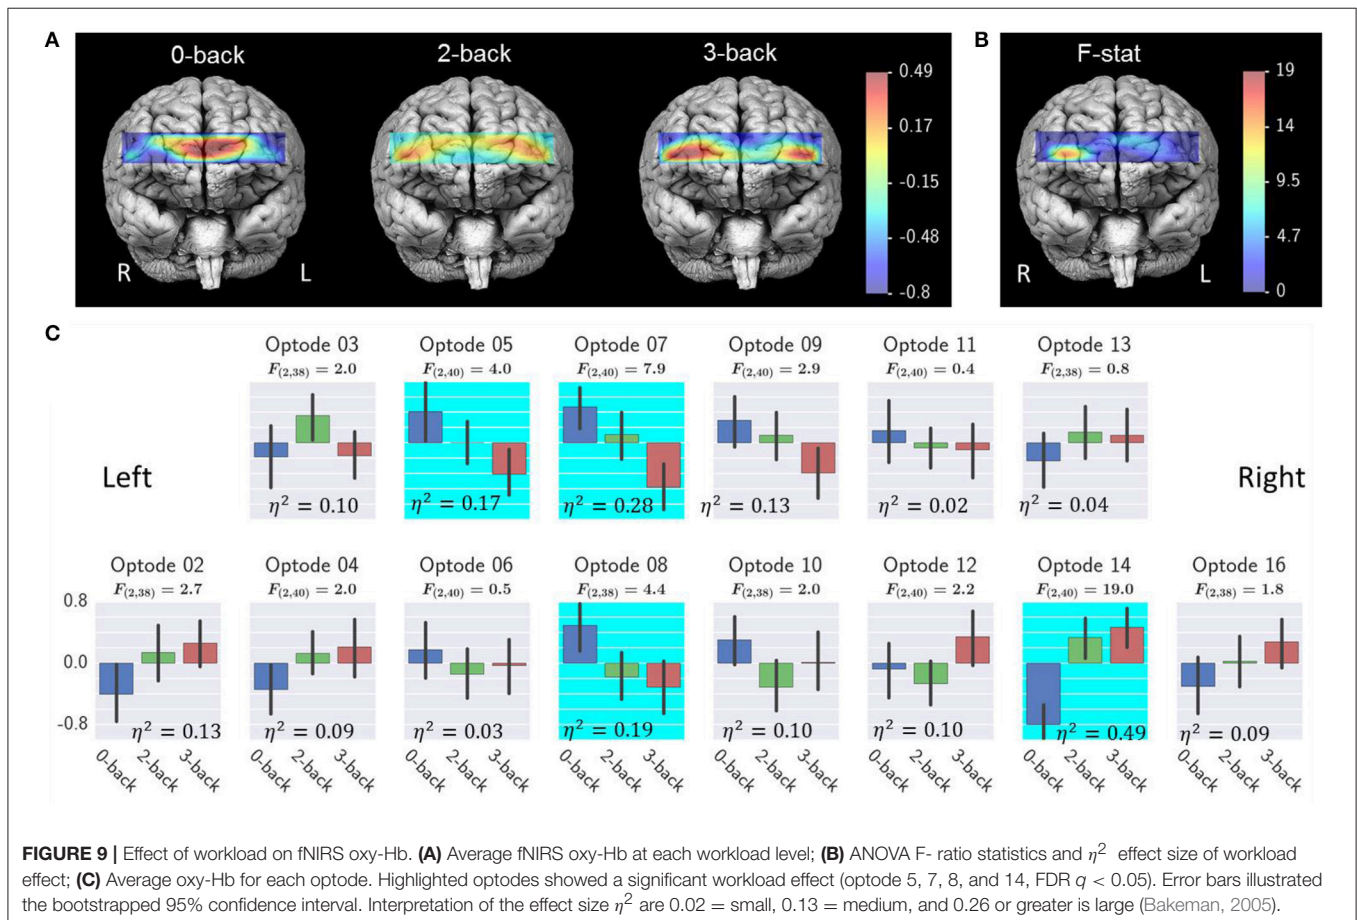 A
0-back 2-back 3-back
0.49
0.17
-0.15
-0.48
-0.8
R L
B
F-stat
19
14
9.5
4.7
0
R L
C
Optode 03 Optode 05 Optode 07 Optode 09 Optode 11 Optode 13
F(2,38) = 2.0 F(2,40) = 4.0 F(2,40) = 7.9 F(2,40) = 2.9 F(2,40) = 0.4 F(2,38) = 0.8
Left Right
η² = 0.10 η² = 0.17 η² = 0.28 η² = 0.13 η² = 0.02 η² = 0.04
Optode 02 Optode 04 Optode 06 Optode 08 Optode 10 Optode 12 Optode 14 Optode 16
F(2,38) = 2.7 F(2,40) = 2.0 F(2,40) = 0.5 F(2,38) = 4.4 F(2,38) = 2.0 F(2,40) = 2.2 F(2,40) = 19.0 F(2,38) = 1.8
0.8
0.0
-0.8
η² = 0.13 η² = 0.09 η² = 0.03 η² = 0.19 η² = 0.10 η² = 0.10 η² = 0.49 η² = 0.09
0-back 2-back 3-back 0-back 2-back 3-back 0-back 2-back 3-back 0-back 2-back 3-back 0-back 2-back 3-back 0-back 2-back 3-back 0-back 2-back 3-back 0-back 2-back 3-back
FIGURE 9 | Effect of workload on fNIRS oxy-Hb. (A) Average fNIRS oxy-Hb at each workload level; (B) ANOVA F- ratio statistics and η² effect size of workload
effect; (C) Average oxy-Hb for each optode. Highlighted optodes showed a significant workload effect (optode 5, 7, 8, and 14, FDR q < 0.05). Error bars illustrated
the bootstrapped 95% confidence interval. Interpretation of the effect size η² are 0.02 = small, 0.13 = medium, and 0.26 or greater is large (Bakeman, 2005).